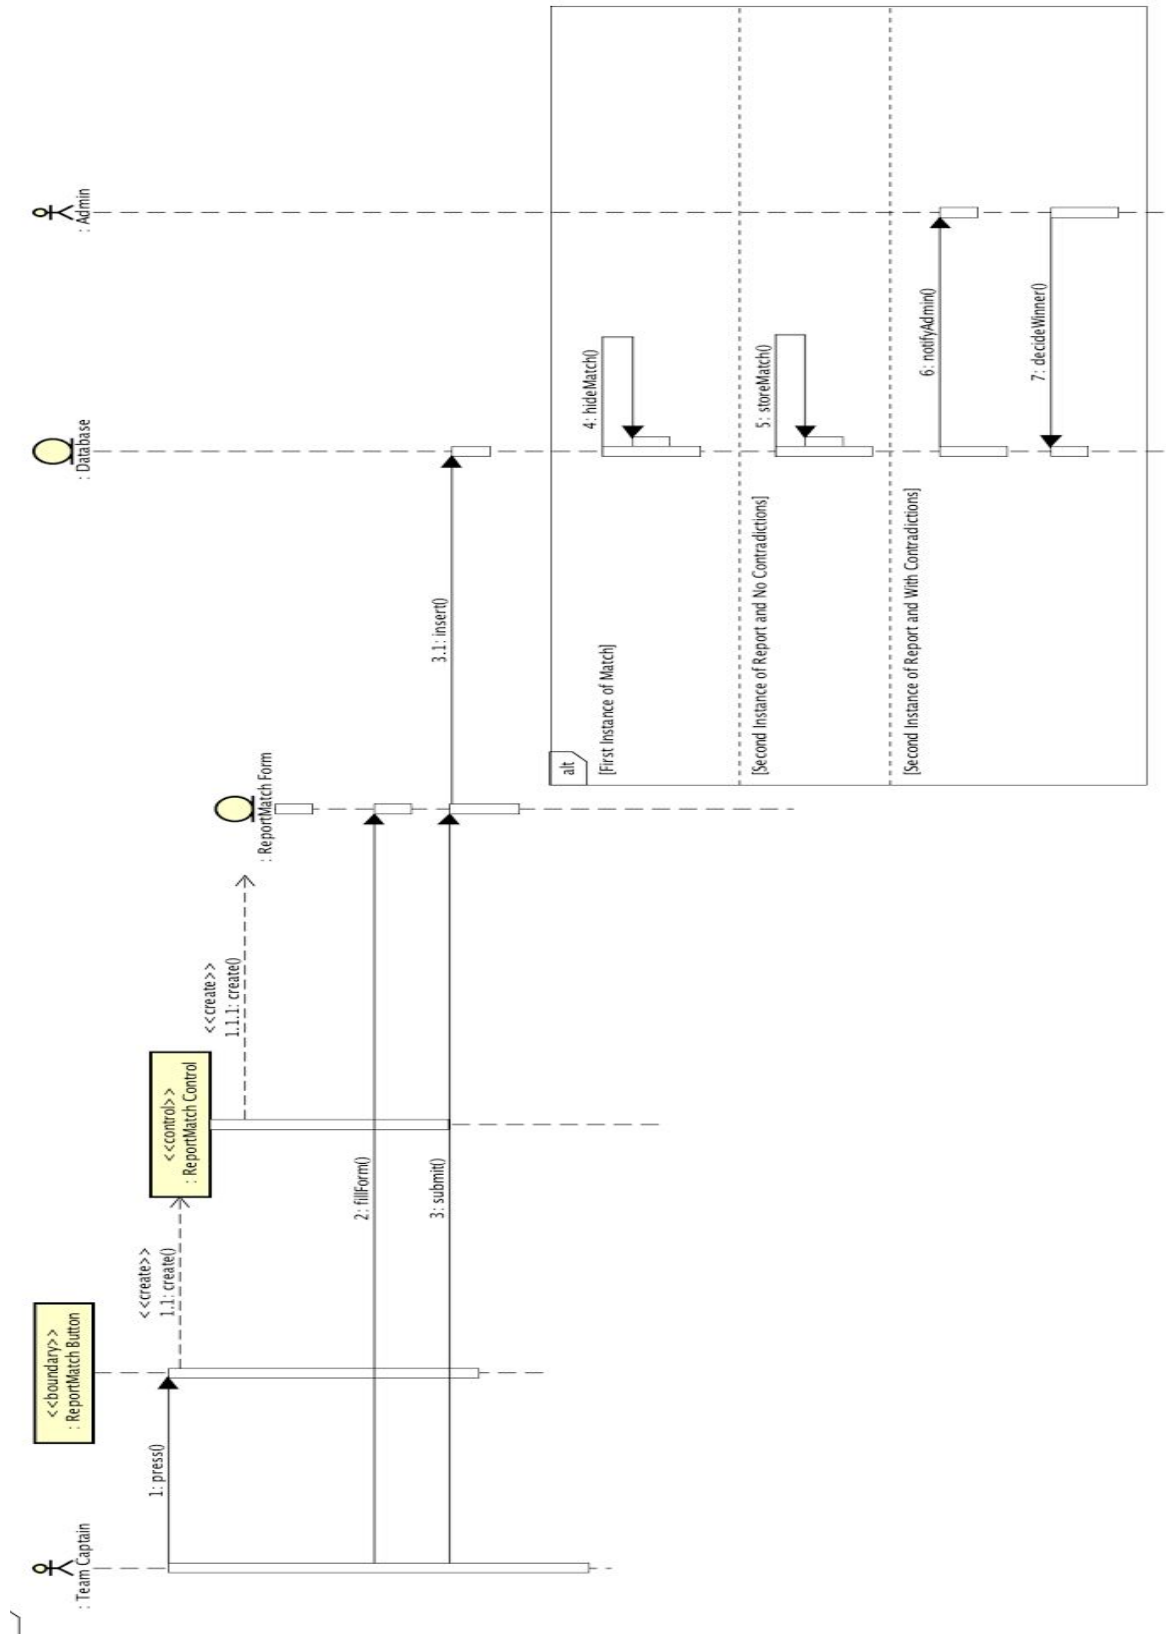 : Team Captain
<<boundary>>
: ReportMatch Button
<<control>>
: ReportMatch Control
: ReportMatch Form
: Database
: Admin
1: press()
<<create>>
1.1: create()
<<create>>
1.1.1: create()
2: fillForm()
3: submit()
3.1: insert()
alt
[First Instance of Match]
4: hideMatch()
[Second Instance of Report and No Contradictions]
5: storeMatch()
[Second Instance of Report and With Contradictions]
6: notifyAdmin()
7: decideWinner()